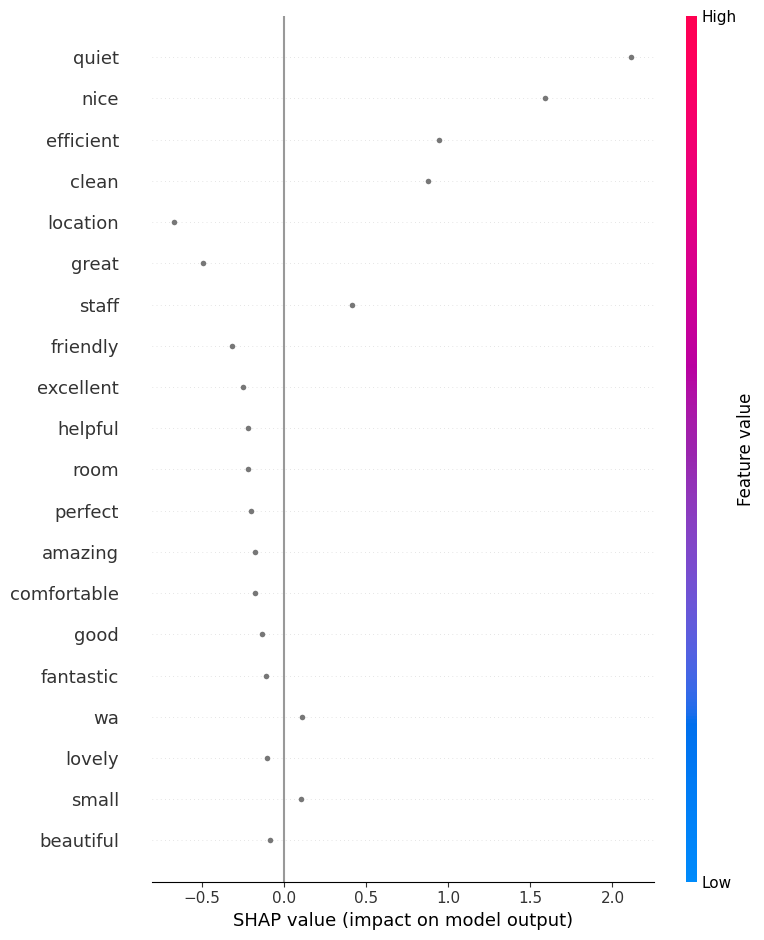 High
quiet
nice
efficient
clean
location
great
staff
friendly
excellent
helpful
room
perfect
amazing
comfortable
good
fantastic
wa
lovely
small
beautiful
Feature value
Low
−0.5 0.0 0.5 1.0 1.5 2.0
SHAP value (impact on model output)